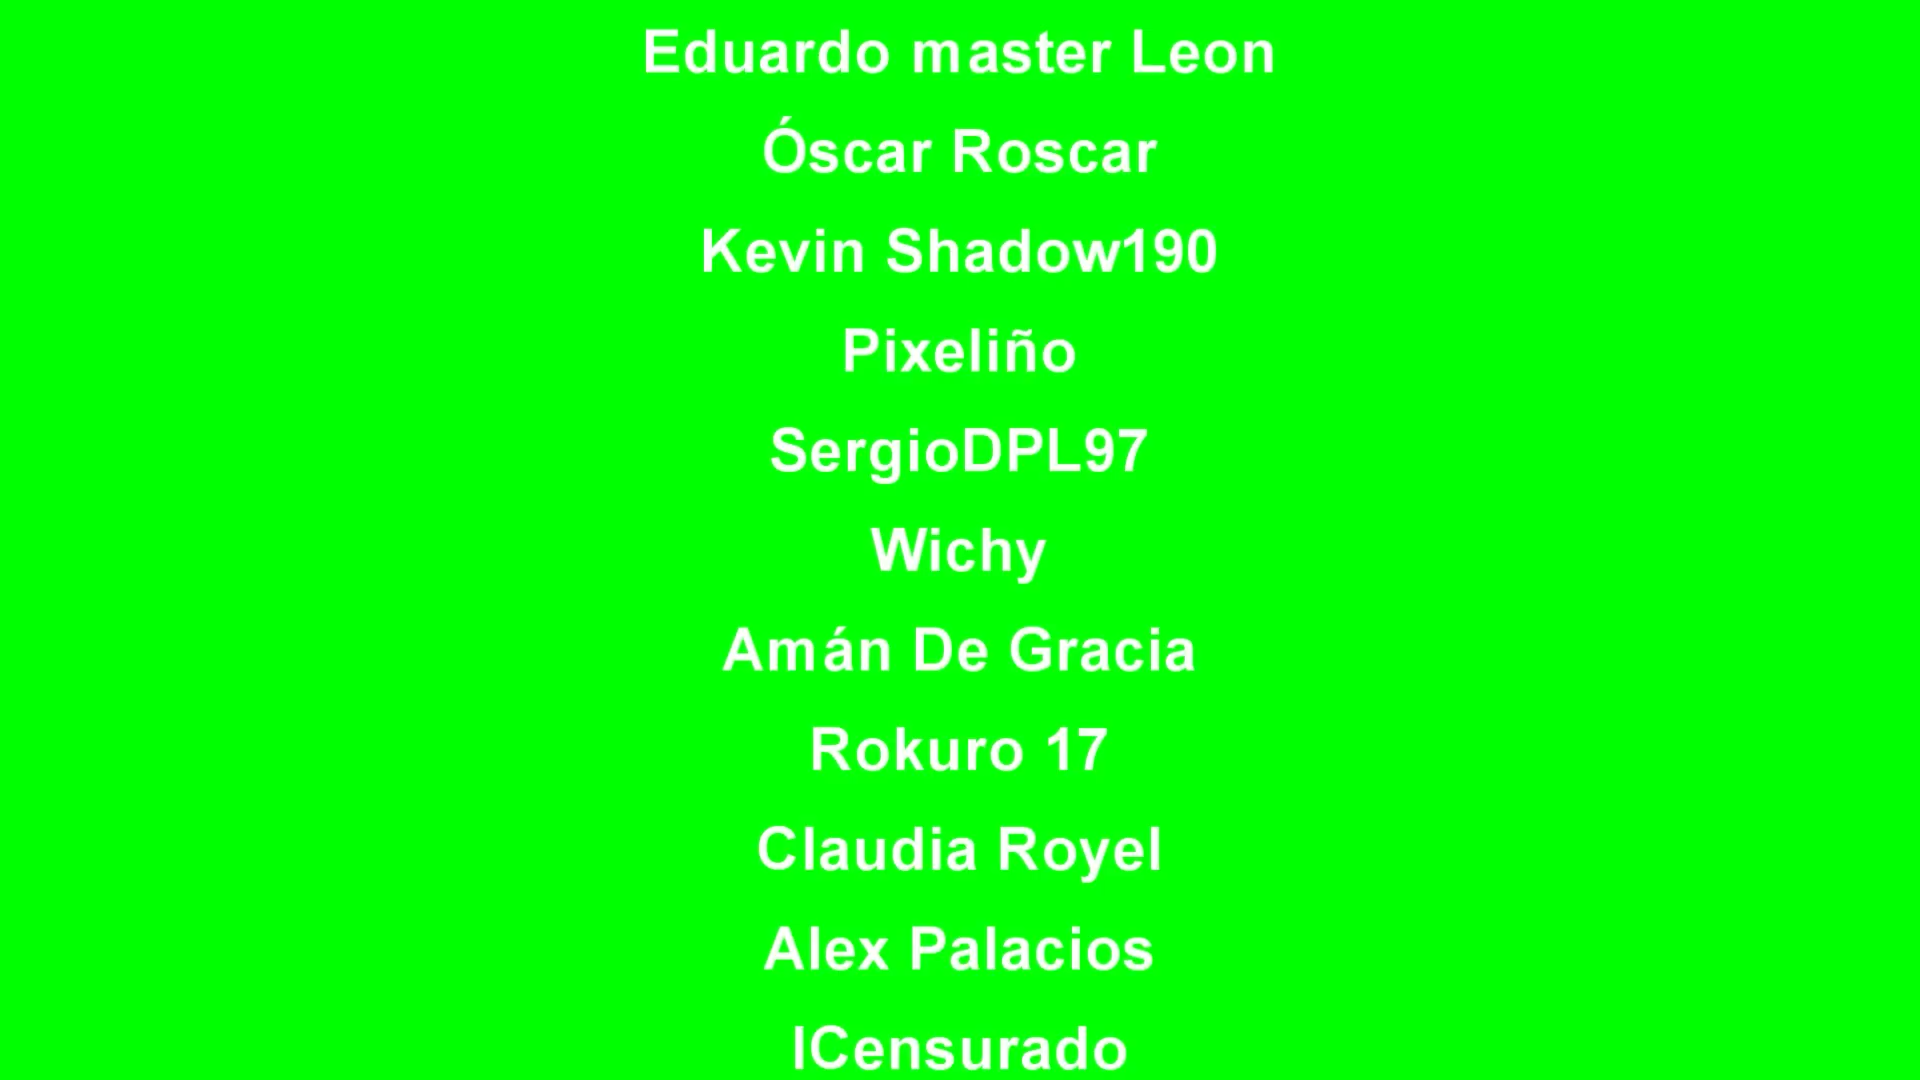 Eduardo master Leon
Óscar Roscar
Kevin Shadow190
Pixeliño
SergioDPL97
Wichy
Amán De Gracia
Rokuro 17
Claudia Royel
Alex Palacios
ICensurado